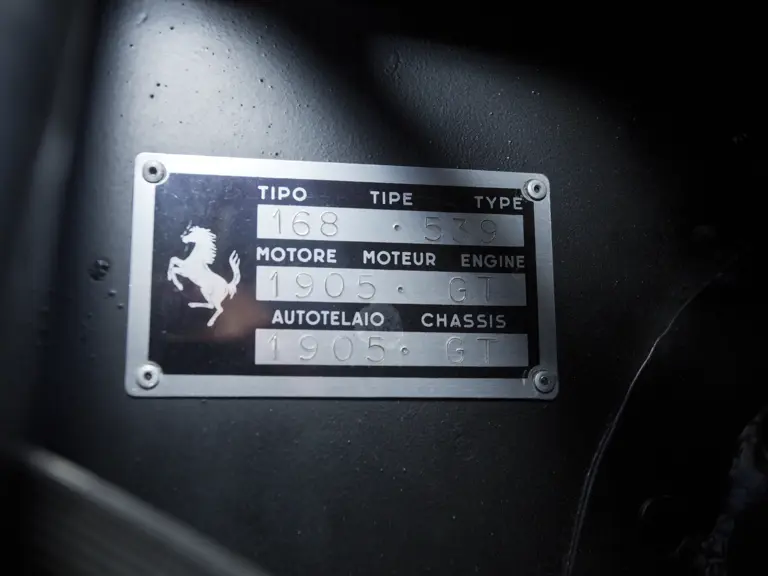 TIPO TIPE TYPE
168 · 539
MOTORE MOTEUR ENGINE
1905 · GT
AUTOTELAIO CHASSIS
1905 · GT